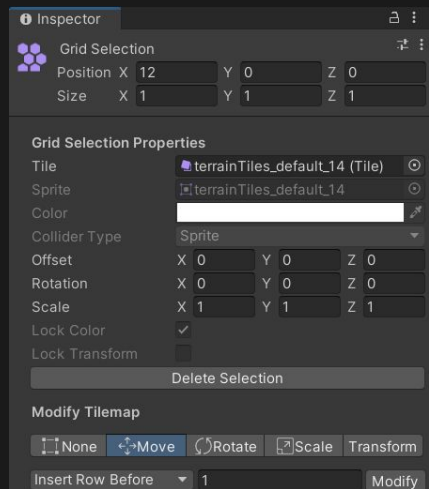 Inspector
Grid Selection
Position X 12 Y 0 Z 0
Size X 1 Y 1 Z 1
Grid Selection Properties
Tile terrainTiles_default_14 (Tile)
Sprite terrainTiles_default_14
Color
Collider Type Sprite
Offset X 0 Y 0 Z 0
Rotation X 0 Y 0 Z 0
Scale X 1 Y 1 Z 1
Lock Color
Lock Transform
Delete Selection
Modify Tilemap
None Move Rotate Scale Transform
Insert Row Before 1 Modify